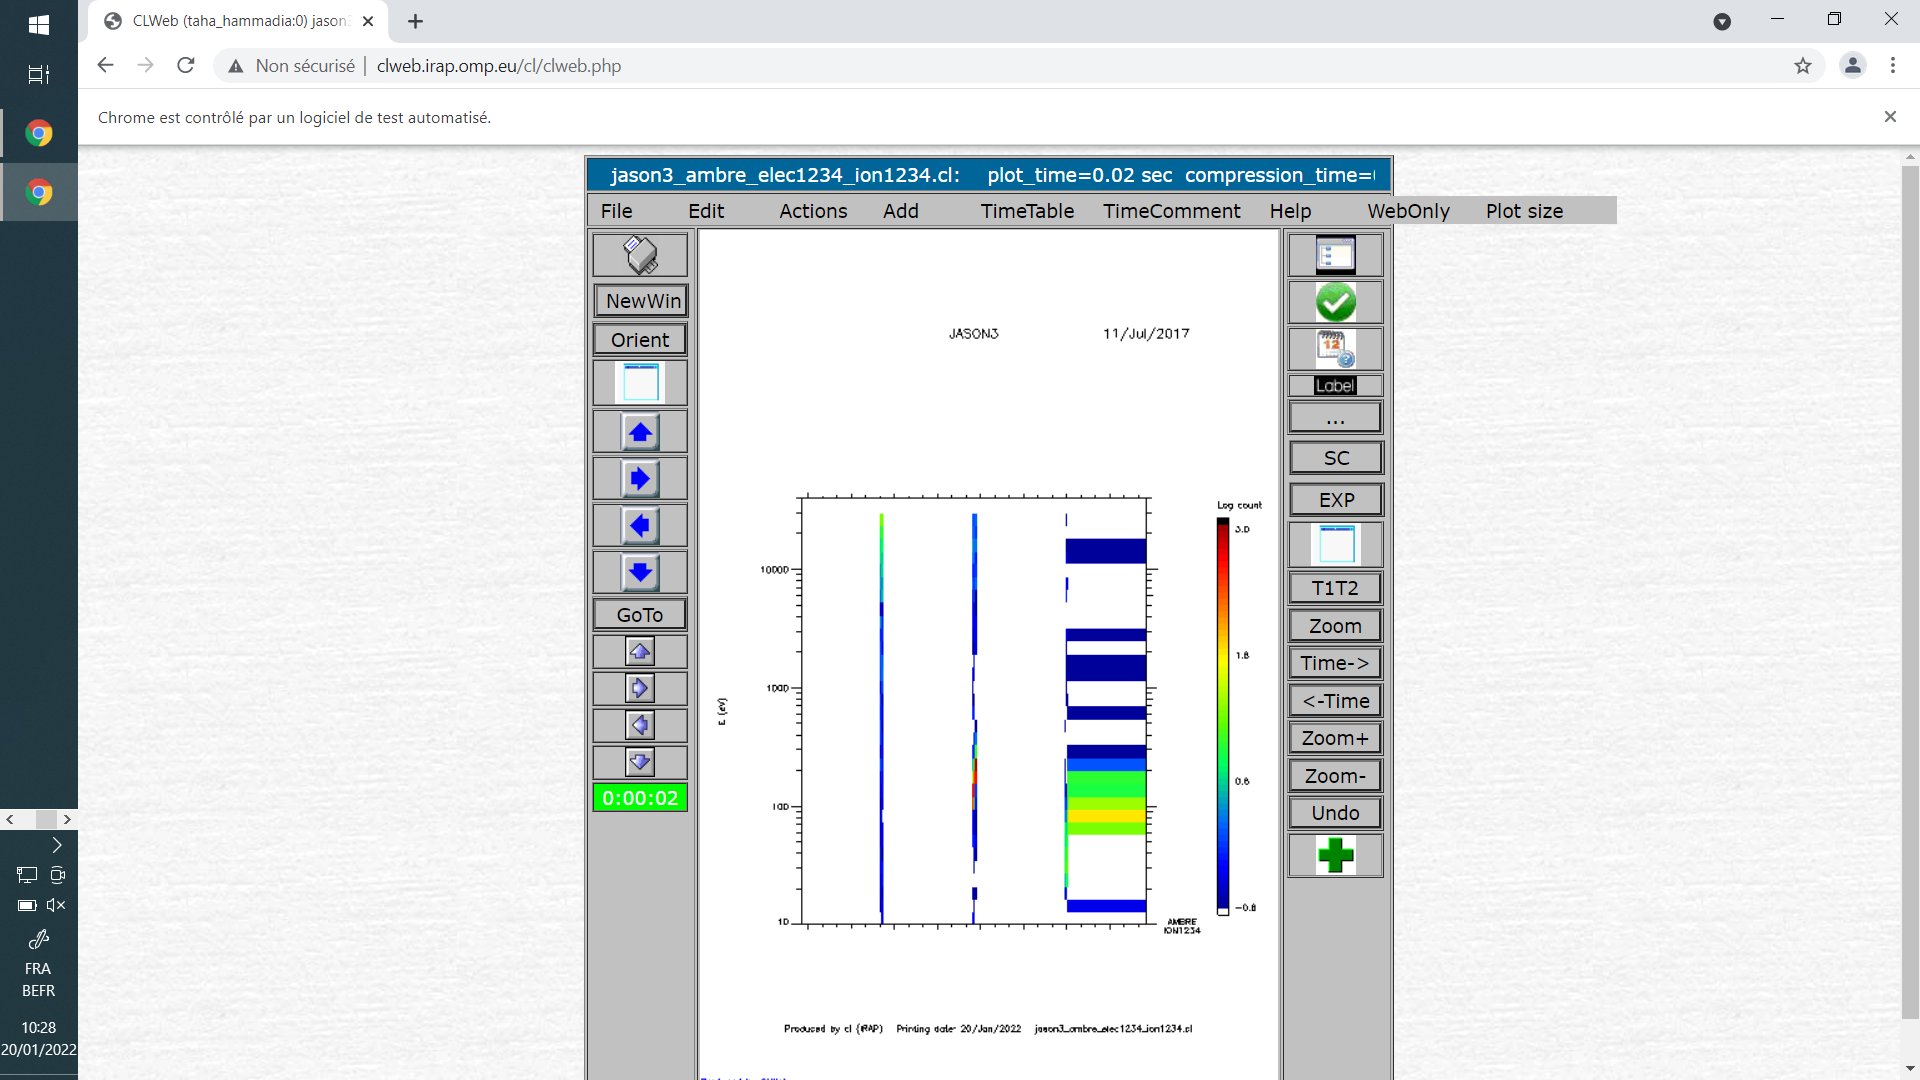 CLWeb (taha_hammadia:0) jason3
Non sécurisé | clweb.irap.omp.eu/cl/clweb.php
Chrome est contrôlé par un logiciel de test automatisé.
jason3_ambre_elec1234_ion1234.cl: plot_time=0.02 sec compression_time=
File Edit Actions Add TimeTable TimeComment Help WebOnly Plot size
NewWin
Orient
GoTo
0:00:02
JASON3 11/Jul/2017
Log count
3.0
1.8
0.6
-0.6
10000
1000
100
10
E (eV)
AMBRE
ION1234
Produced by cl (IRAP) Printing date: 20/Jan/2022 jason3_ambre_elec1234_ion1234.cl
12
Label
...
SC
EXP
T1T2
Zoom
Time->
<-Time
Zoom+
Zoom-
Undo
FRA
BEFR
10:28
20/01/2022